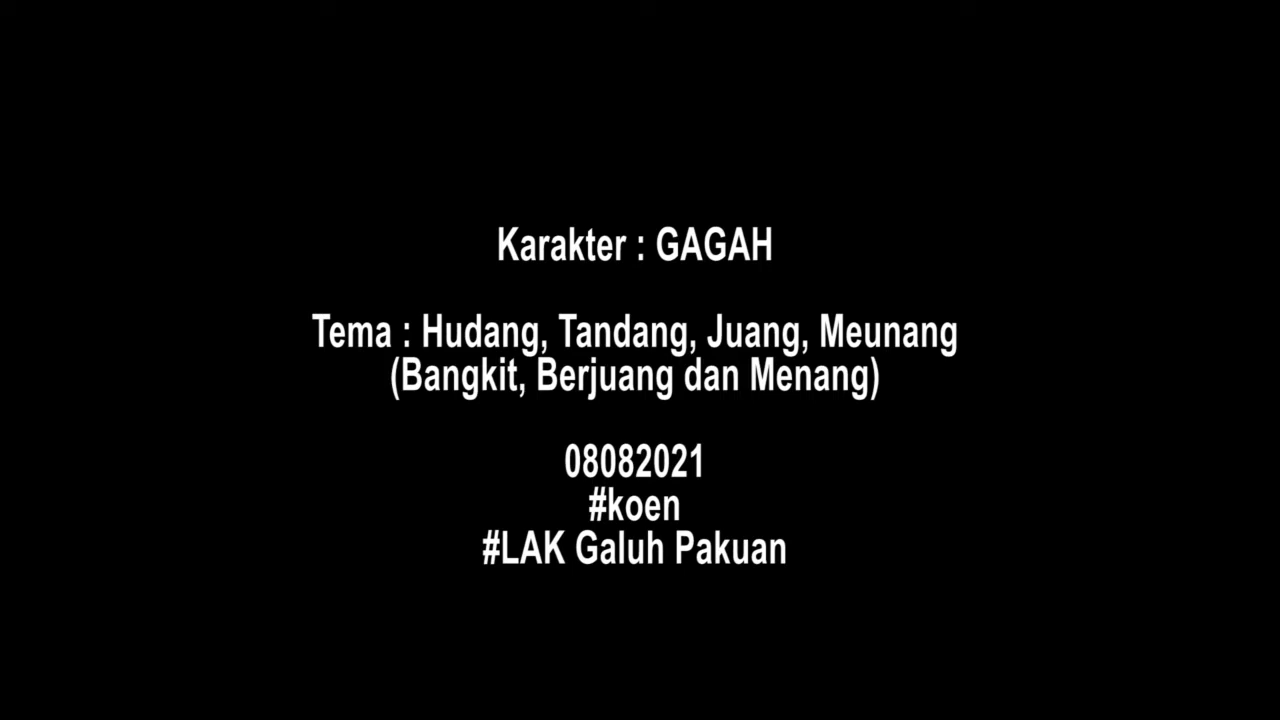 Karakter : GAGAH
Tema : Hudang, Tandang, Juang, Meunang
(Bangkit, Berjuang dan Menang)
08082021
#koen
#LAK Galuh Pakuan